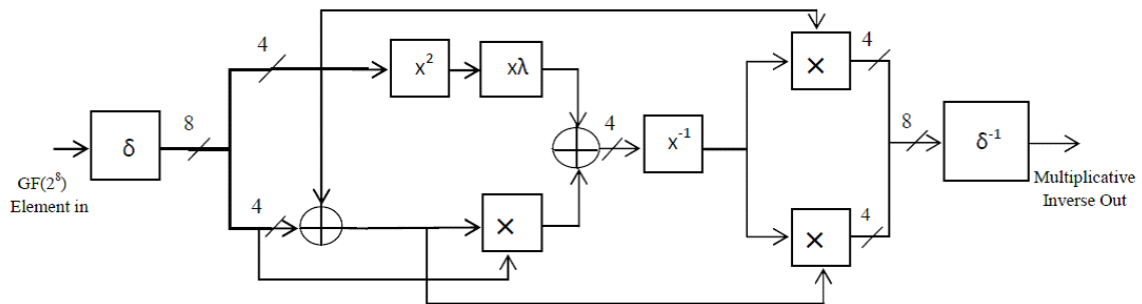 4
x²
xλ
×
4
δ
8
4
x⁻¹
8
δ⁻¹
GF(2⁸)
Element in
Multiplicative
Inverse Out
4
×
×
4